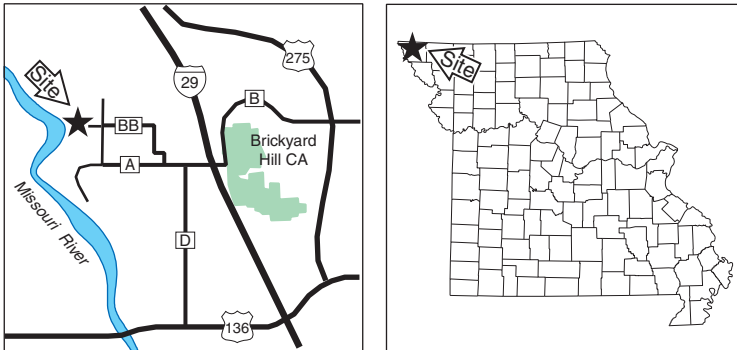 275
Site
29
B
BB
Brickyard
Hill CA
A
Missouri River
D
136
Site